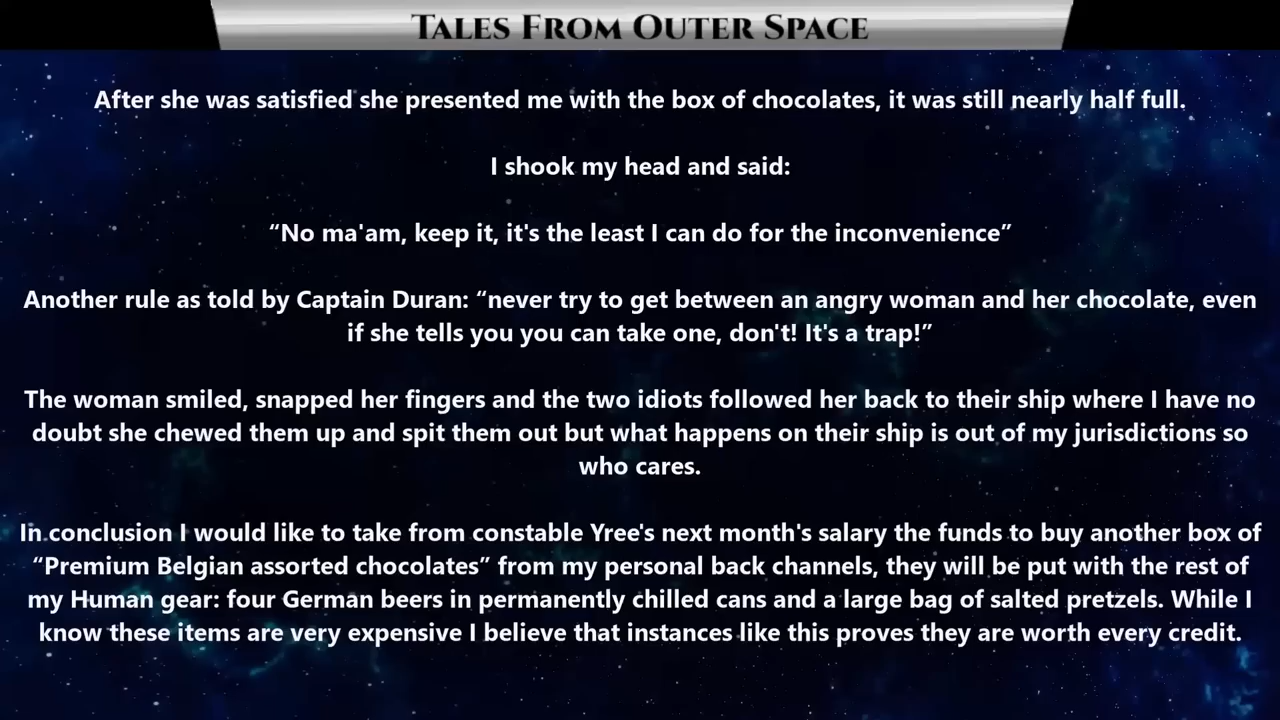 Tales From Outer Space
After she was satisfied she presented me with the box of chocolates, it was still nearly half full.
I shook my head and said:
“No ma'am, keep it, it's the least I can do for the inconvenience”
Another rule as told by Captain Duran: “never try to get between an angry woman and her chocolate, even
if she tells you you can take one, don't! It's a trap!”
The woman smiled, snapped her fingers and the two idiots followed her back to their ship where I have no
doubt she chewed them up and spit them out but what happens on their ship is out of my jurisdictions so
who cares.
In conclusion I would like to take from constable Yree's next month's salary the funds to buy another box of
“Premium Belgian assorted chocolates” from my personal back channels, they will be put with the rest of
my Human gear: four German beers in permanently chilled cans and a large bag of salted pretzels. While I
know these items are very expensive I believe that instances like this proves they are worth every credit.